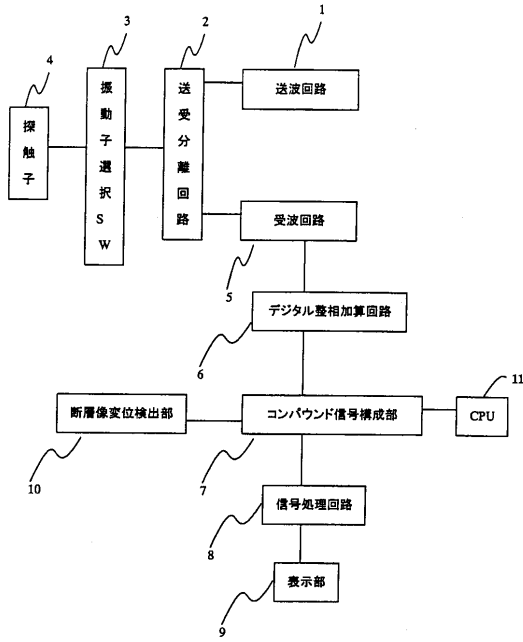 1
送波回路
2
送受分離回路
3
振動子選択SW
4
探触子
受波回路
5
デジタル整相加算回路
6
11
断層像変位検出部
コンパウンド信号構成部
CPU
10
7
信号処理回路
8
表示部
9